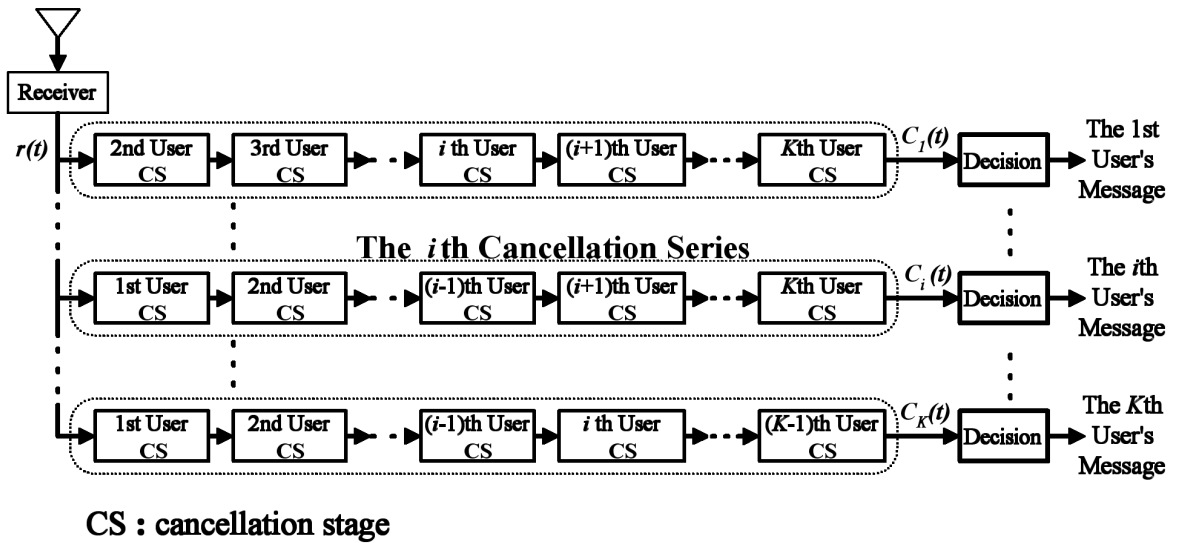 Receiver
r(t)
2nd User
CS
3rd User
CS
i th User
CS
(i+1)th User
CS
Kth User
CS
C1(t)
Decision
The 1st
User's
Message
The ith Cancellation Series
1st User
CS
2nd User
CS
(i-1)th User
CS
(i+1)th User
CS
Kth User
CS
Ci (t)
Decision
The ith
User's
Message
1st User
CS
2nd User
CS
(i-1)th User
CS
i th User
CS
(K-1)th User
CS
CK(t)
Decision
The Kth
User's
Message
CS : cancellation stage